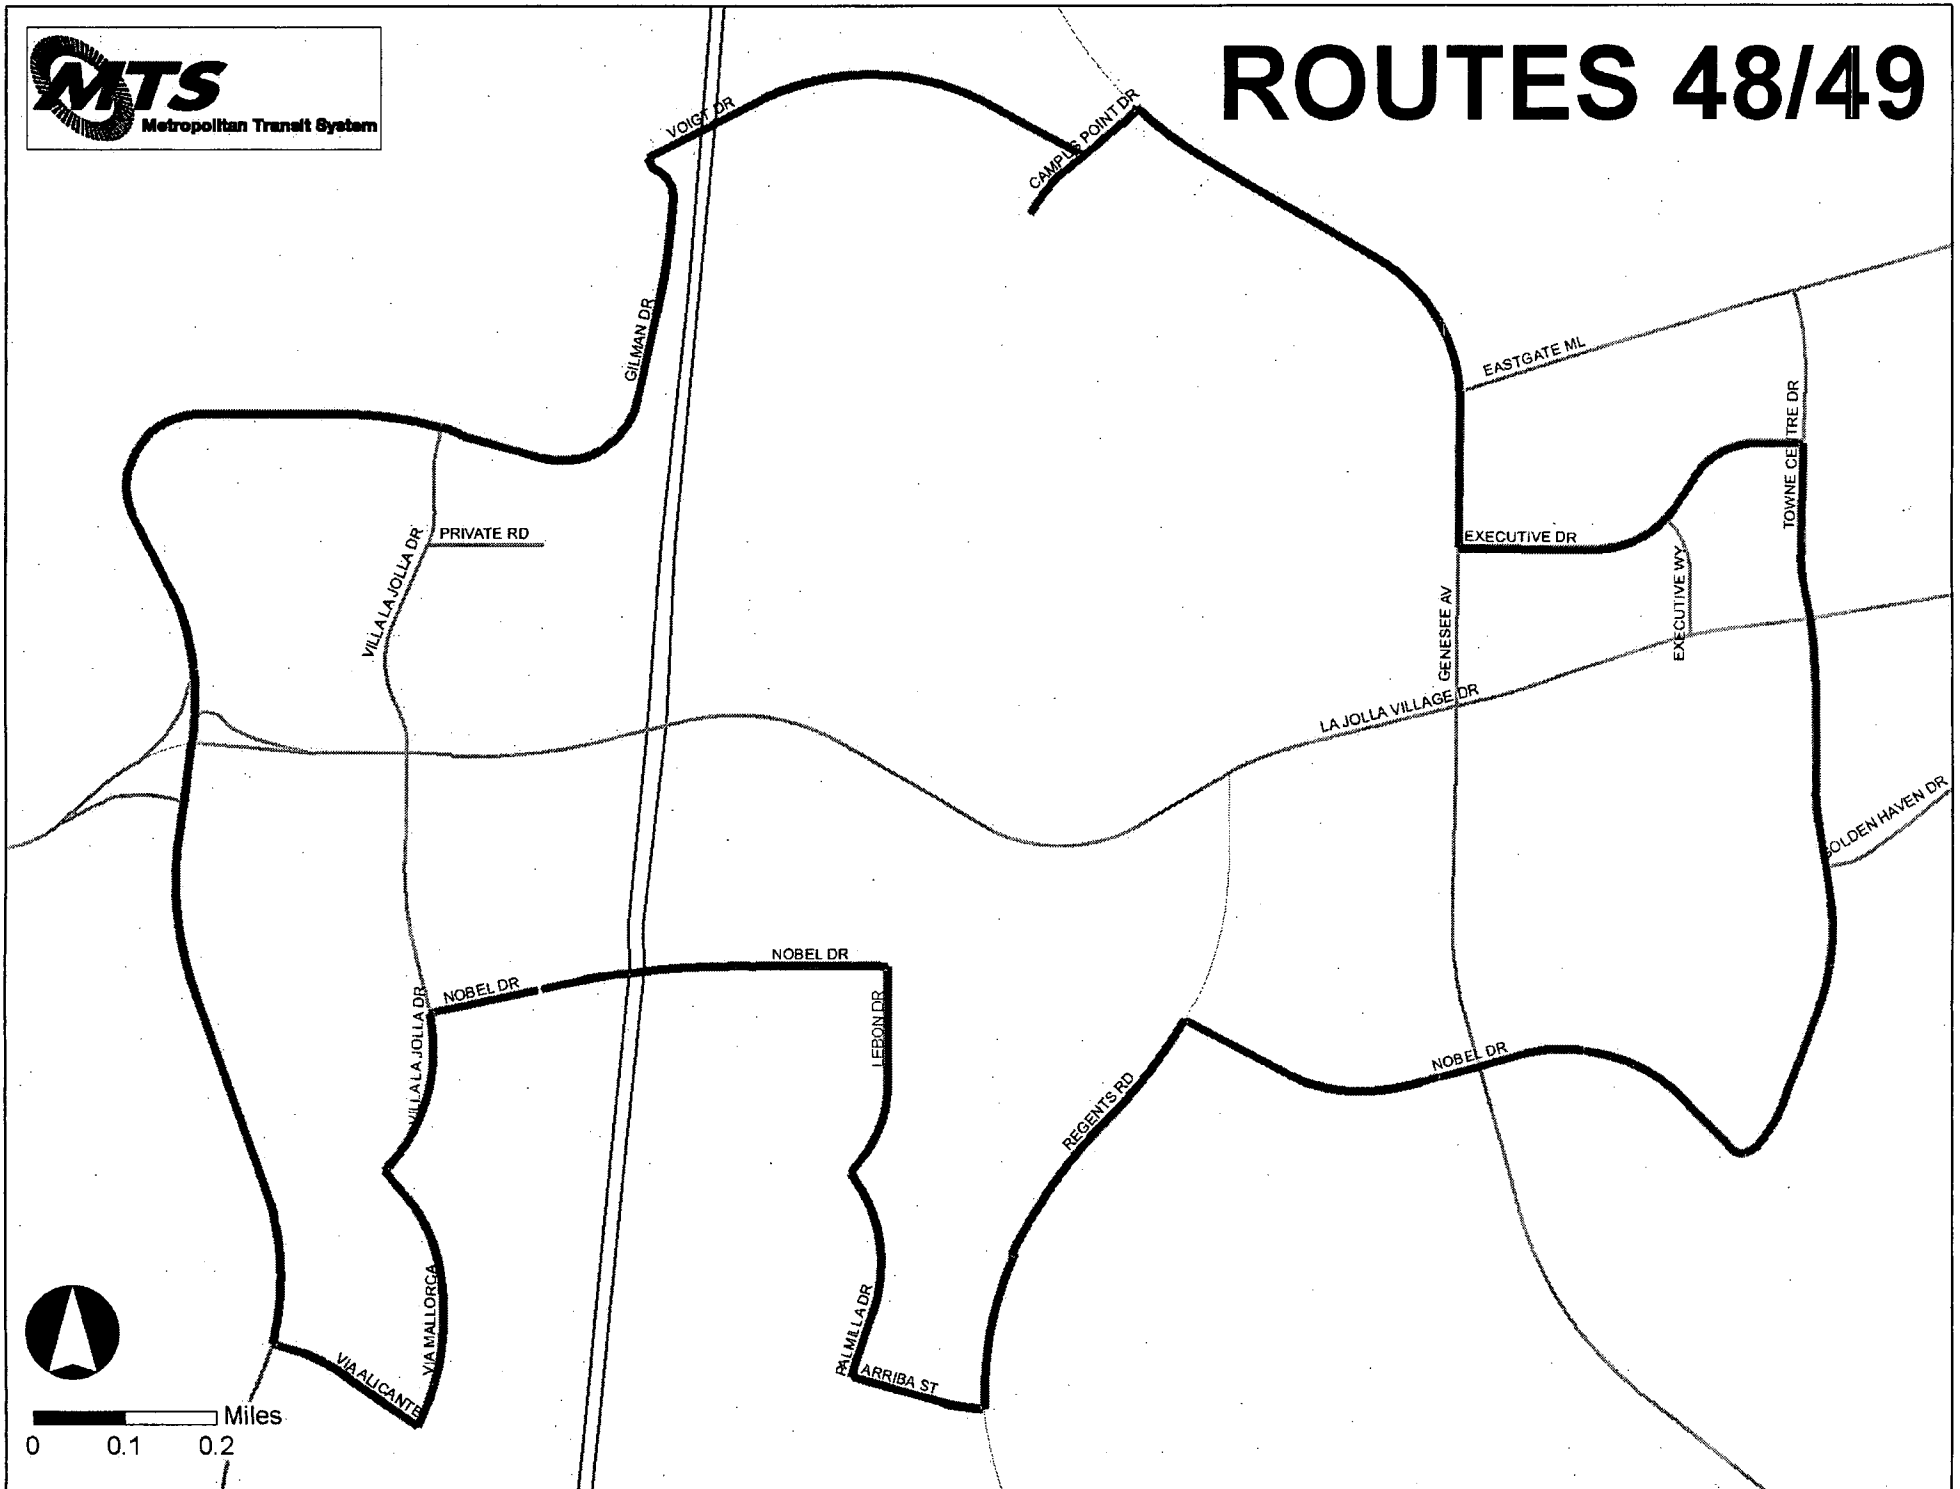 MTS
Metropolitan Transit System
ROUTES 48/49
VOIGT DR
CAMPUS POINT DR
GILMAN DR
EASTGATE ML
TOWNE CENTRE DR
PRIVATE RD
VILLA LA JOLLA DR
EXECUTIVE DR
EXECUTIVE WY
GENESEE AV
LA JOLLA VILLAGE DR
GOLDEN HAVEN DR
NOBEL DR
NOBEL DR
VILLA LA JOLLA DR
LEBON DR
NOBEL DR
REGENTS RD
VIA MALLORCA
PALMILLA DR
VIA ALICANTE
ARRIBA ST
Miles
0 0.1 0.2